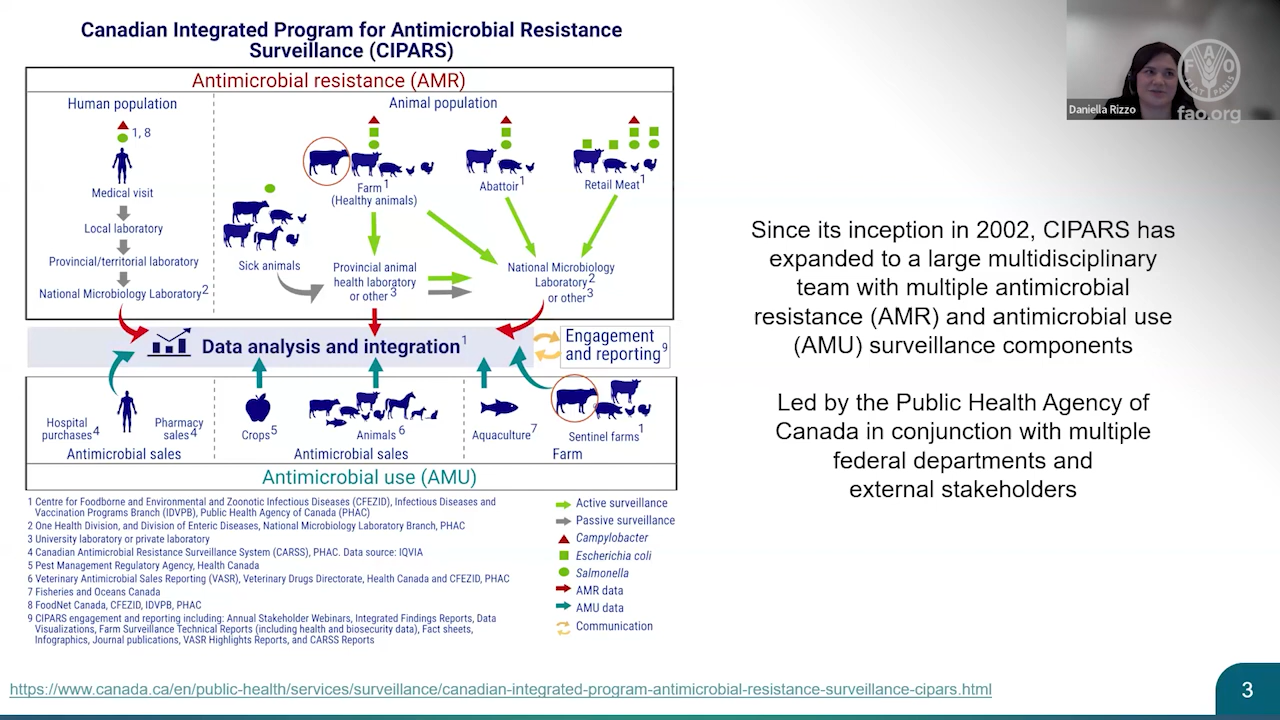 Canadian Integrated Program for Antimicrobial Resistance
Surveillance (CIPARS)
Antimicrobial resistance (AMR)
Human population
Animal population
1, 8
Medical visit
Local laboratory
Provincial/territorial laboratory
National Microbiology Laboratory2
Sick animals
Farm1
(Healthy animals)
Abattoir1
Retail Meat1
Provincial animal
health laboratory
or other3
National Microbiology
Laboratory2
or other3
Data analysis and integration1
Engagement
and reporting9
Hospital
purchases4
Pharmacy
sales4
Antimicrobial sales
Crops5
Animals6
Antimicrobial sales
Aquaculture7
Sentinel farms1
Farm
Antimicrobial use (AMU)
1 Centre for Foodborne and Environmental and Zoonotic Infectious Diseases (CFEZID), Infectious Diseases and
Vaccination Programs Branch (IDVPB), Public Health Agency of Canada (PHAC)
2 One Health Division, and Division of Enteric Diseases, National Microbiology Laboratory Branch, PHAC
3 University laboratory or private laboratory
4 Canadian Antimicrobial Resistance Surveillance System (CARSS), PHAC. Data source: IQVIA
5 Pest Management Regulatory Agency, Health Canada
6 Veterinary Antimicrobial Sales Reporting (VASR), Veterinary Drugs Directorate, Health Canada and CFEZID, PHAC
7 Fisheries and Oceans Canada
8 FoodNet Canada, CFEZID, IDVPB, PHAC
9 CIPARS engagement and reporting including: Annual Stakeholder Webinars, Integrated Findings Reports, Data
Visualizations, Farm Surveillance Technical Reports (including health and biosecurity data), Fact sheets,
Infographics, Journal publications, VASR Highlights Reports, and CARSS Reports
Active surveillance
Passive surveillance
Campylobacter
Escherichia coli
Salmonella
AMR data
AMU data
Communication
Since its inception in 2002, CIPARS has
expanded to a large multidisciplinary
team with multiple antimicrobial
resistance (AMR) and antimicrobial use
(AMU) surveillance components
Led by the Public Health Agency of
Canada in conjunction with multiple
federal departments and
external stakeholders
Daniella Rizzo
FAO
FIAT PANIS
fao.org
https://www.canada.ca/en/public-health/services/surveillance/canadian-integrated-program-antimicrobial-resistance-surveillance-cipars.html
3